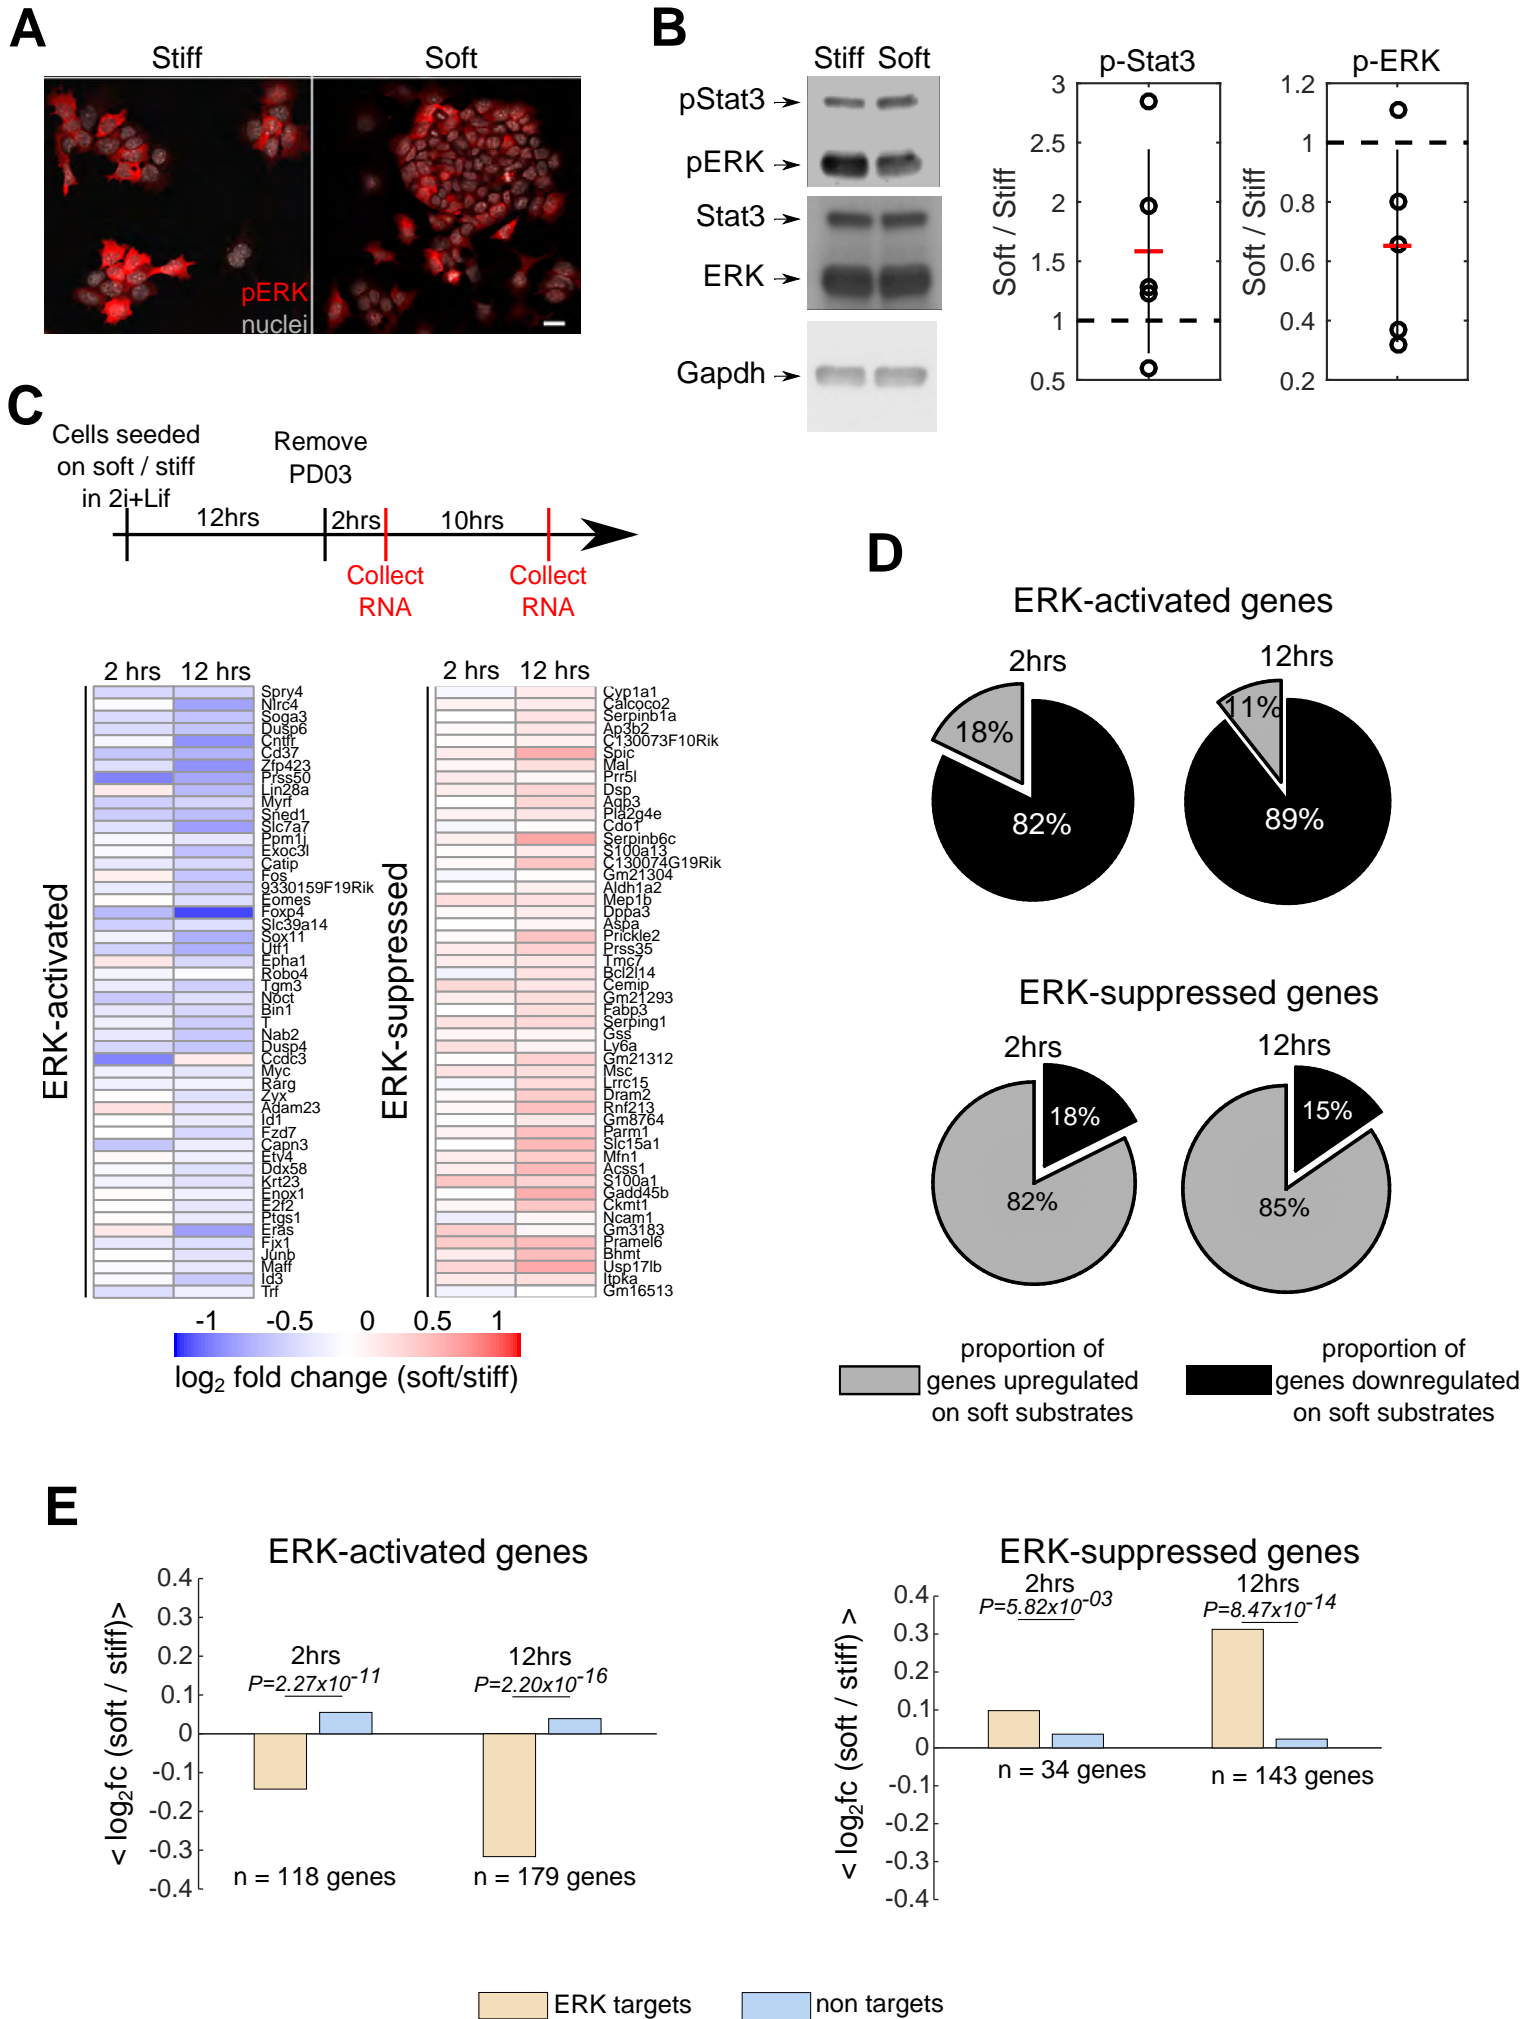 A
Stiff
Soft
pERK
nuclei
B
Stiff Soft
pStat3
pERK
Stat3
ERK
Gapdh
p-Stat3
Soft / Stiff
3
2.5
2
1.5
1
0.5
p-ERK
Soft / Stiff
1.2
1
0.8
0.6
0.4
0.2
C
Cells seeded
on soft / stiff
in 2i+Lif
Remove
PD03
12hrs
2hrs
10hrs
Collect
RNA
Collect
RNA
ERK-activated
2 hrs 12 hrs
Spry4
Nlrc4
Soga3
Dusp6
Cntfr
Cd37
Zfp423
Prss50
Lin28a
Myrf
Sned1
Slc7a7
Ppm1j
Exoc3l
Catip
Fos
9330159F19Rik
Eomes
Foxp4
Slc39a14
Sox11
Utf1
Epha1
Robo4
Tgm3
Noct
Bin1
T
Nab2
Dusp4
Ccdc3
Myc
Rarg
Zyx
Adam23
Id1
Fzd7
Capn3
Etv4
Ddx58
Krt23
Enox1
E2f2
Ptgs1
Eras
Fjx1
Junb
Maff
Id3
Trf
ERK-suppressed
2 hrs 12 hrs
Cyp1a1
Calcoco2
Serpinb1a
Ap3b2
C130073F10Rik
Spic
Mal
Prr5l
Dsp
Aqp3
Pla2g4e
Cdo1
Serpinb6c
S100a13
C130074G19Rik
Gm21304
Aldh1a2
Mep1b
Dppa3
Aspa
Prickle2
Prss35
Tmc7
Bcl2l14
Cemip
Gm21293
Fabp3
Serping1
Gss
Ly6a
Gm21312
Msc
Lrrc15
Dram2
Rnf213
Gm8764
Parm1
Slc15a1
Mfn1
Acss1
S100a1
Gadd45b
Ckmt1
Ncam1
Gm3183
Pramel6
Bhmt
Usp17lb
Itpka
Gm16513
-1 -0.5 0 0.5 1
log2 fold change (soft/stiff)
D
ERK-activated genes
2hrs
18%
82%
12hrs
11%
89%
ERK-suppressed genes
2hrs
18%
82%
12hrs
15%
85%
proportion of
genes upregulated
on soft substrates
proportion of
genes downregulated
on soft substrates
E
ERK-activated genes
< log2fc (soft / stiff)>
0.4
0.3
0.2
0.1
0
-0.1
-0.2
-0.3
-0.4
2hrs
P=2.27x10-11
12hrs
P=2.20x10-16
n = 118 genes
n = 179 genes
ERK-suppressed genes
< log2fc (soft / stiff) >
0.4
0.3
0.2
0.1
0
-0.1
-0.2
-0.3
-0.4
2hrs
P=5.82x10-03
12hrs
P=8.47x10-14
n = 34 genes
n = 143 genes
ERK targets
non targets